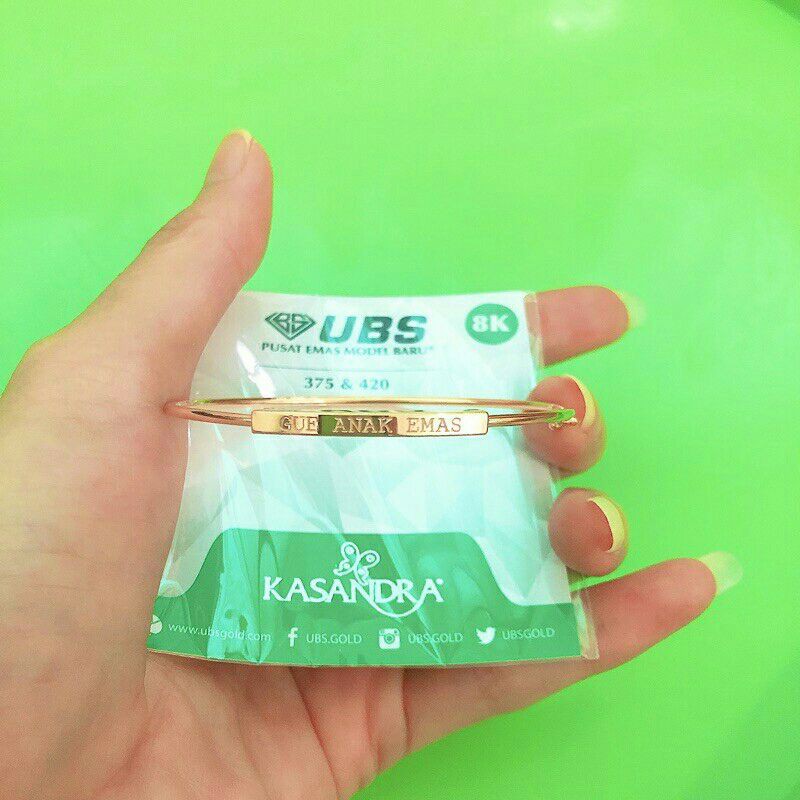 BS UBS
8K
PUSAT EMAS MODEL BARU
375 & 420
GUE ANAK EMAS
KASANDRA
www.ubsgold.com UBS.GOLD UBS.GOLD UBSGOLD